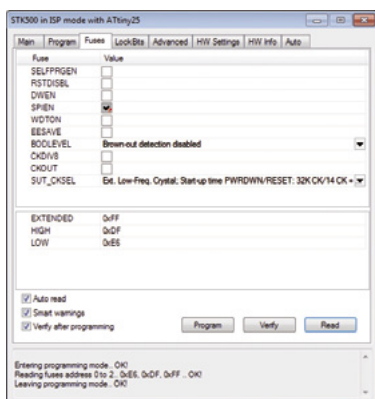 STK500 in ISP mode with ATtiny25
Main Program Fuses LockBits Advanced HW Settings HW Info Auto
Fuse Value
SELFPRGEN
RSTDISBL
DWEN
SPIEN
WDTON
EESAVE
BODLEVEL Brown-out detection disabled
CKDIV8
CKOUT
SUT_CKSEL Ext. Low-Freq. Crystal; Start-up time PWRDWN/RESET: 32K CK/14 CK +
EXTENDED 0xFF
HIGH 0xDF
LOW 0xE6
Auto read
Smart warnings
Verify after programming Program Verify Read
Entering programming mode.. OK!
Reading fuses address 0 to 2.. 0xE6, 0xDF, 0xFF .. OK!
Leaving programming mode.. OK!